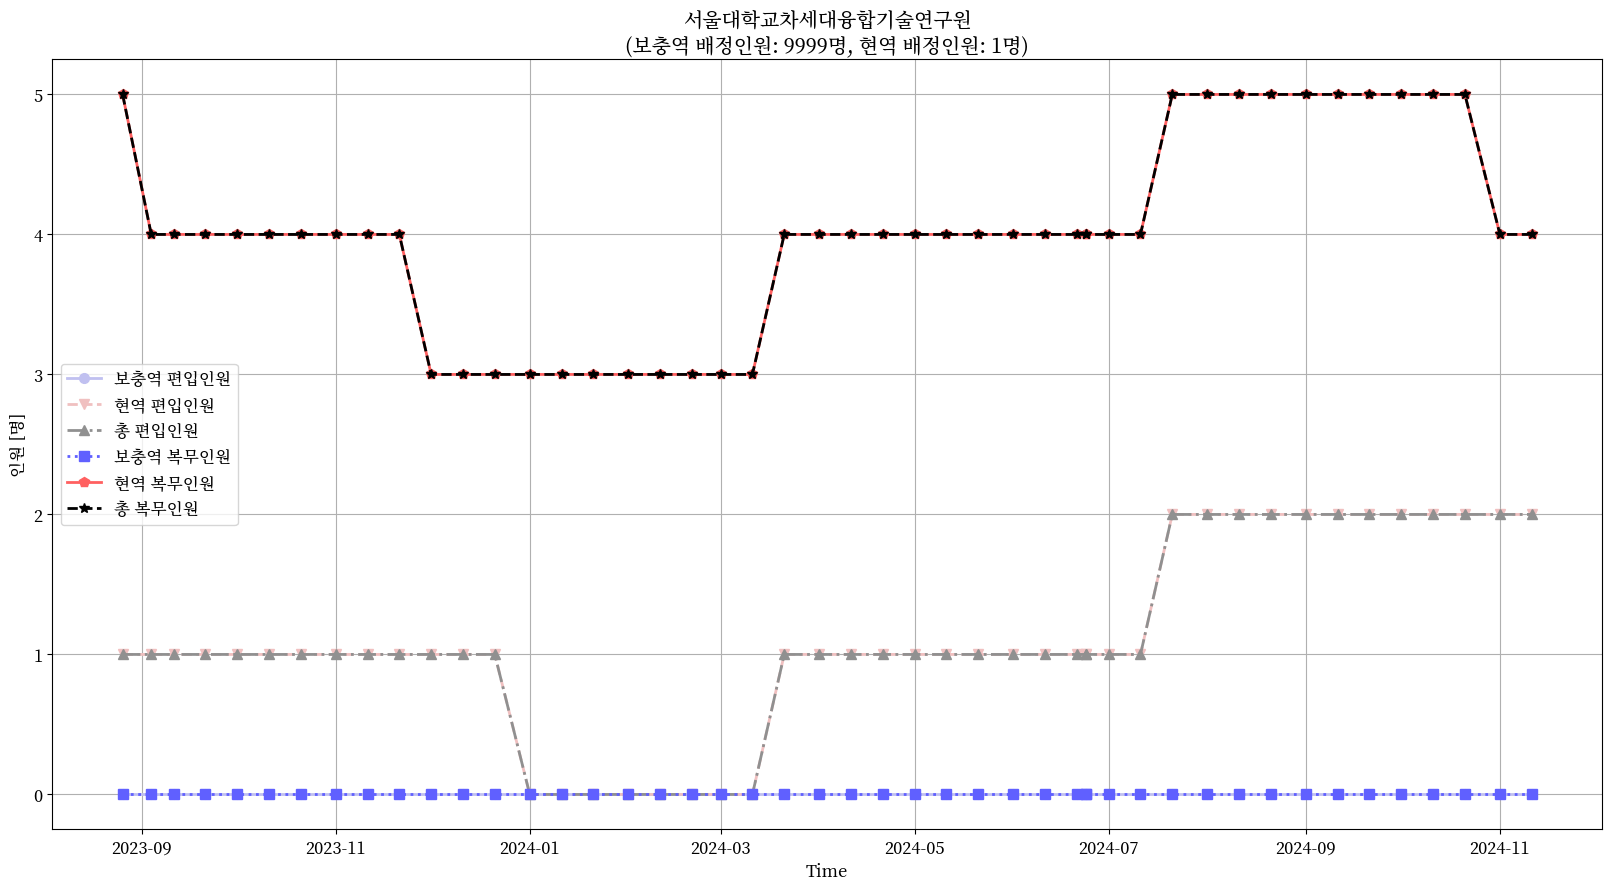 서울대학교차세대융합기술연구원
(보충역 배정인원: 9999명, 현역 배정인원: 1명)
인원 [명]
5
4
3
2
1
0
보충역 편입인원
현역 편입인원
총 편입인원
보충역 복무인원
현역 복무인원
총 복무인원
2023-09
2023-11
2024-01
2024-03
2024-05
2024-07
2024-09
2024-11
Time